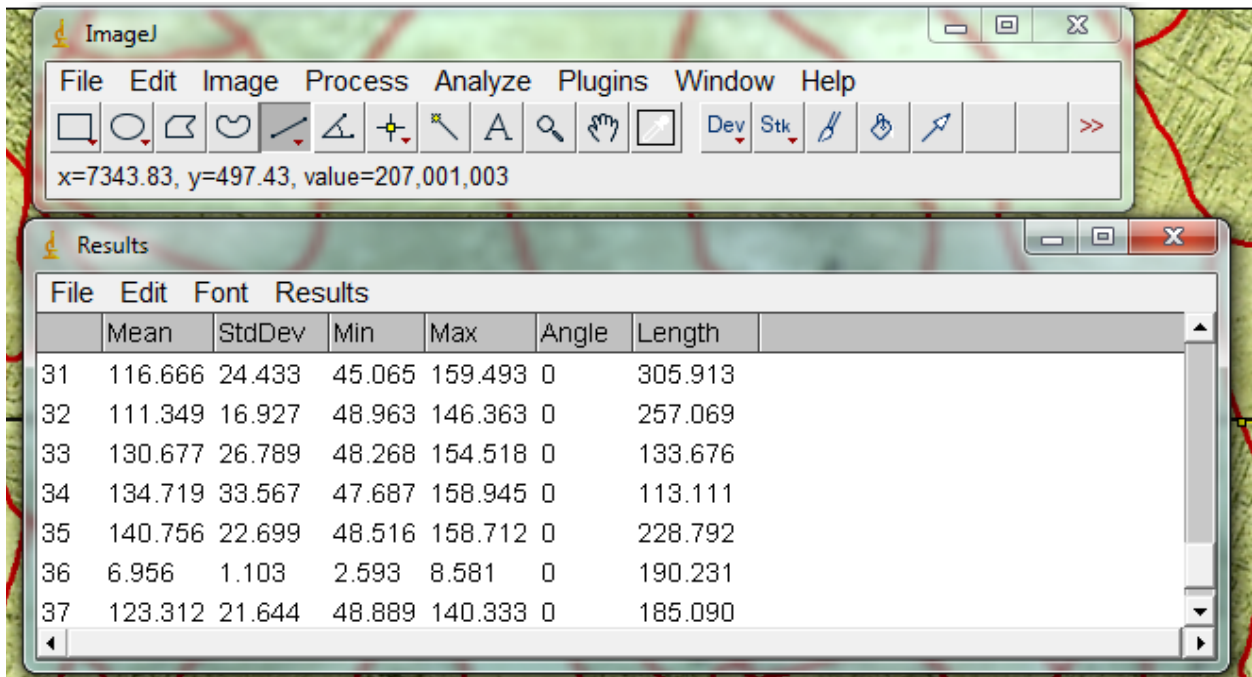 ImageJ
File Edit Image Process Analyze Plugins Window Help
A Dev Stk >>
x=7343.83, y=497.43, value=207,001,003
Results
File Edit Font Results
Mean StdDev Min Max Angle Length
31 116.666 24.433 45.065 159.493 0 305.913
32 111.349 16.927 48.963 146.363 0 257.069
33 130.677 26.789 48.268 154.518 0 133.676
34 134.719 33.567 47.687 158.945 0 113.111
35 140.756 22.699 48.516 158.712 0 228.792
36 6.956 1.103 2.593 8.581 0 190.231
37 123.312 21.644 48.889 140.333 0 185.090